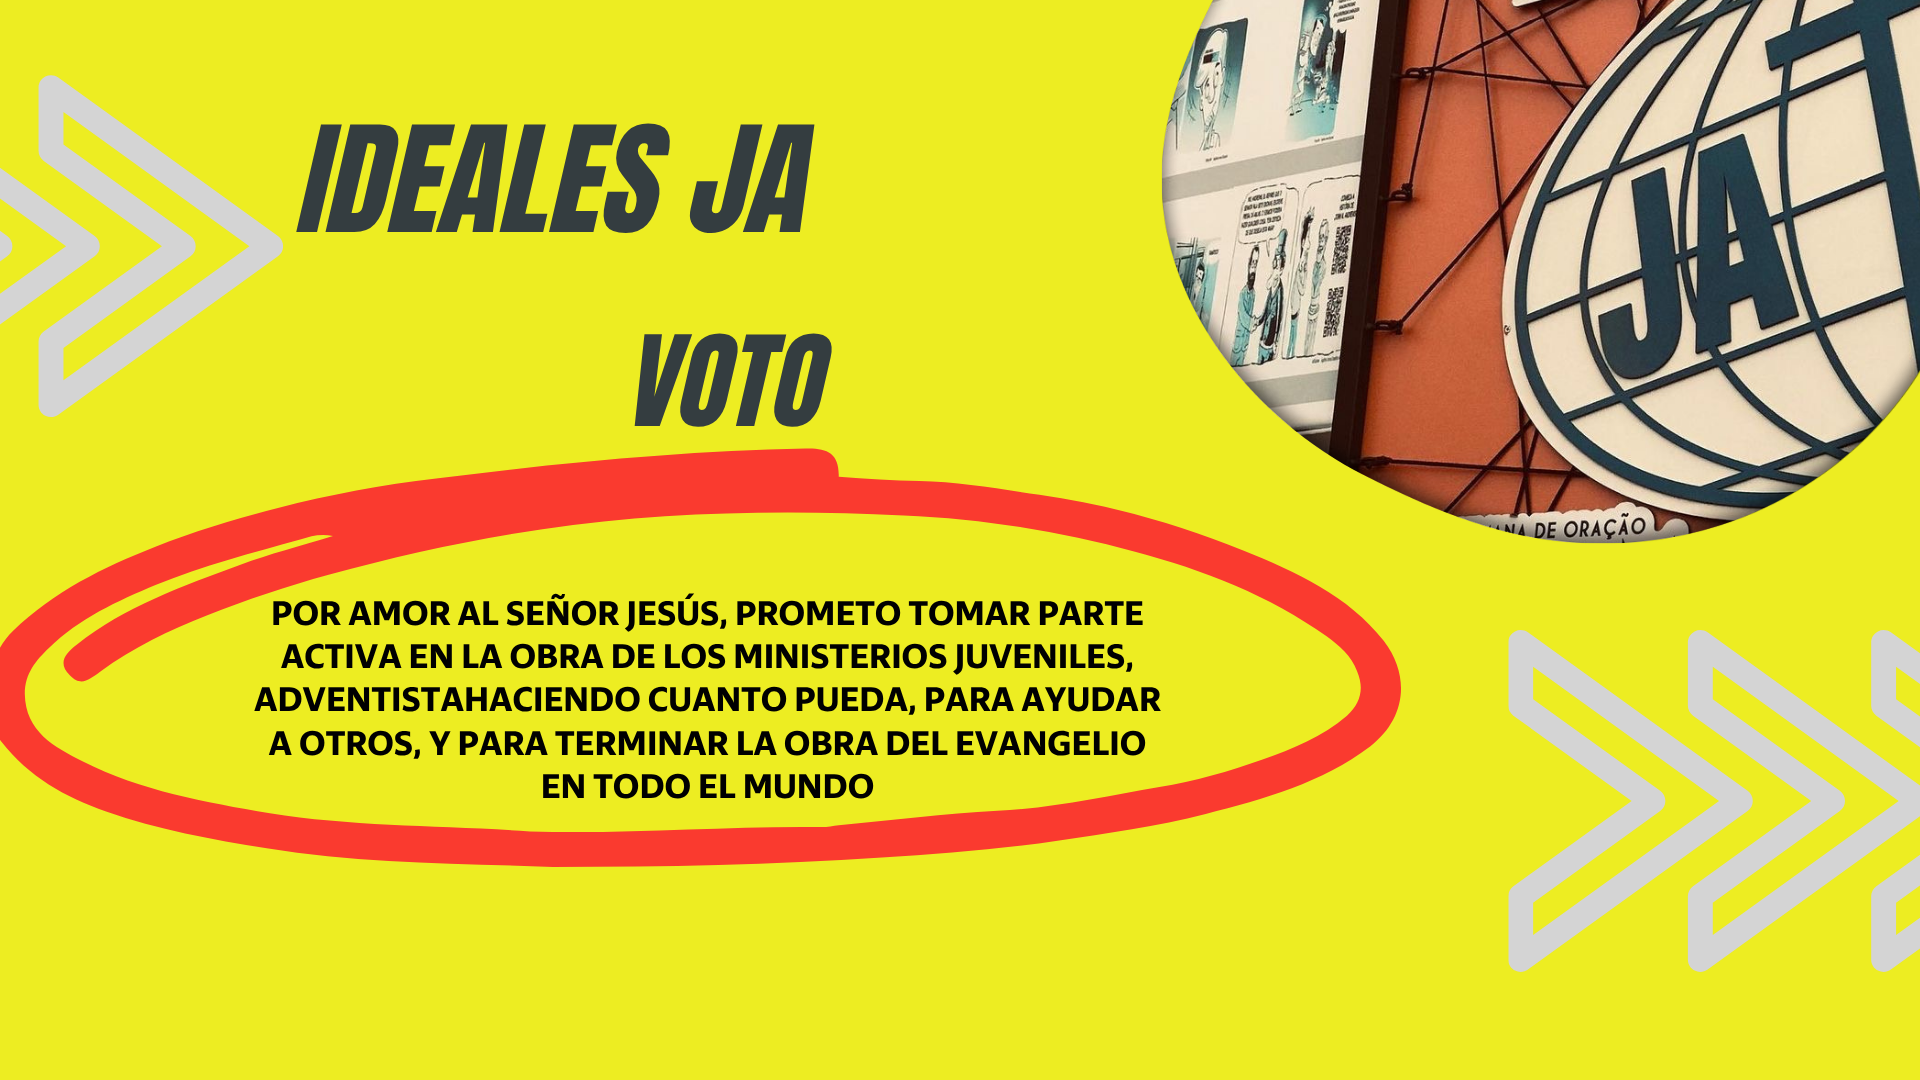 IDEALES JA
VOTO
POR AMOR AL SEÑOR JESÚS, PROMETO TOMAR PARTE
ACTIVA EN LA OBRA DE LOS MINISTERIOS JUVENILES,
ADVENTISTAHACIENDO CUANTO PUEDA, PARA AYUDAR
A OTROS, Y PARA TERMINAR LA OBRA DEL EVANGELIO
EN TODO EL MUNDO
JA
DE ORAÇÃO